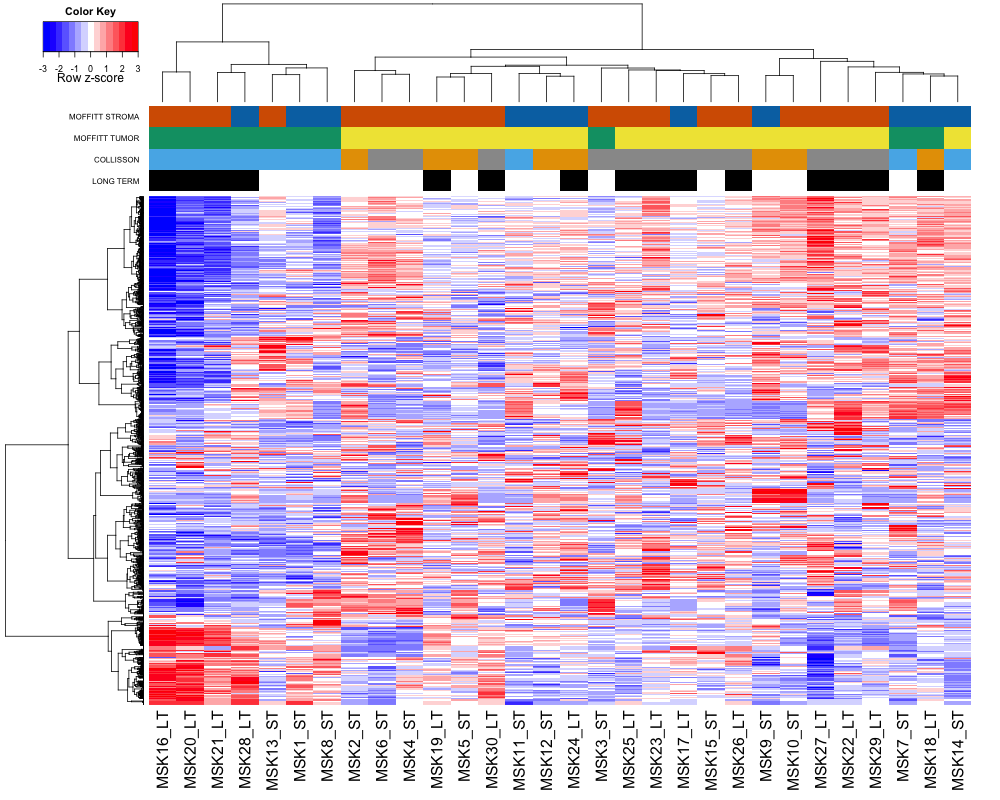 Color Key
-3 -2 -1 0 1 2 3
Row z-score
MOFFITT STROMA
MOFFITT TUMOR
COLLISSON
LONG TERM
MSK16_LT
MSK20_LT
MSK21_LT
MSK28_LT
MSK13_ST
MSK1_ST
MSK8_ST
MSK2_ST
MSK6_ST
MSK4_ST
MSK19_LT
MSK5_ST
MSK30_LT
MSK11_ST
MSK12_ST
MSK24_LT
MSK3_ST
MSK25_LT
MSK23_LT
MSK17_LT
MSK15_ST
MSK26_LT
MSK9_ST
MSK10_ST
MSK27_LT
MSK22_LT
MSK29_LT
MSK7_ST
MSK18_LT
MSK14_ST